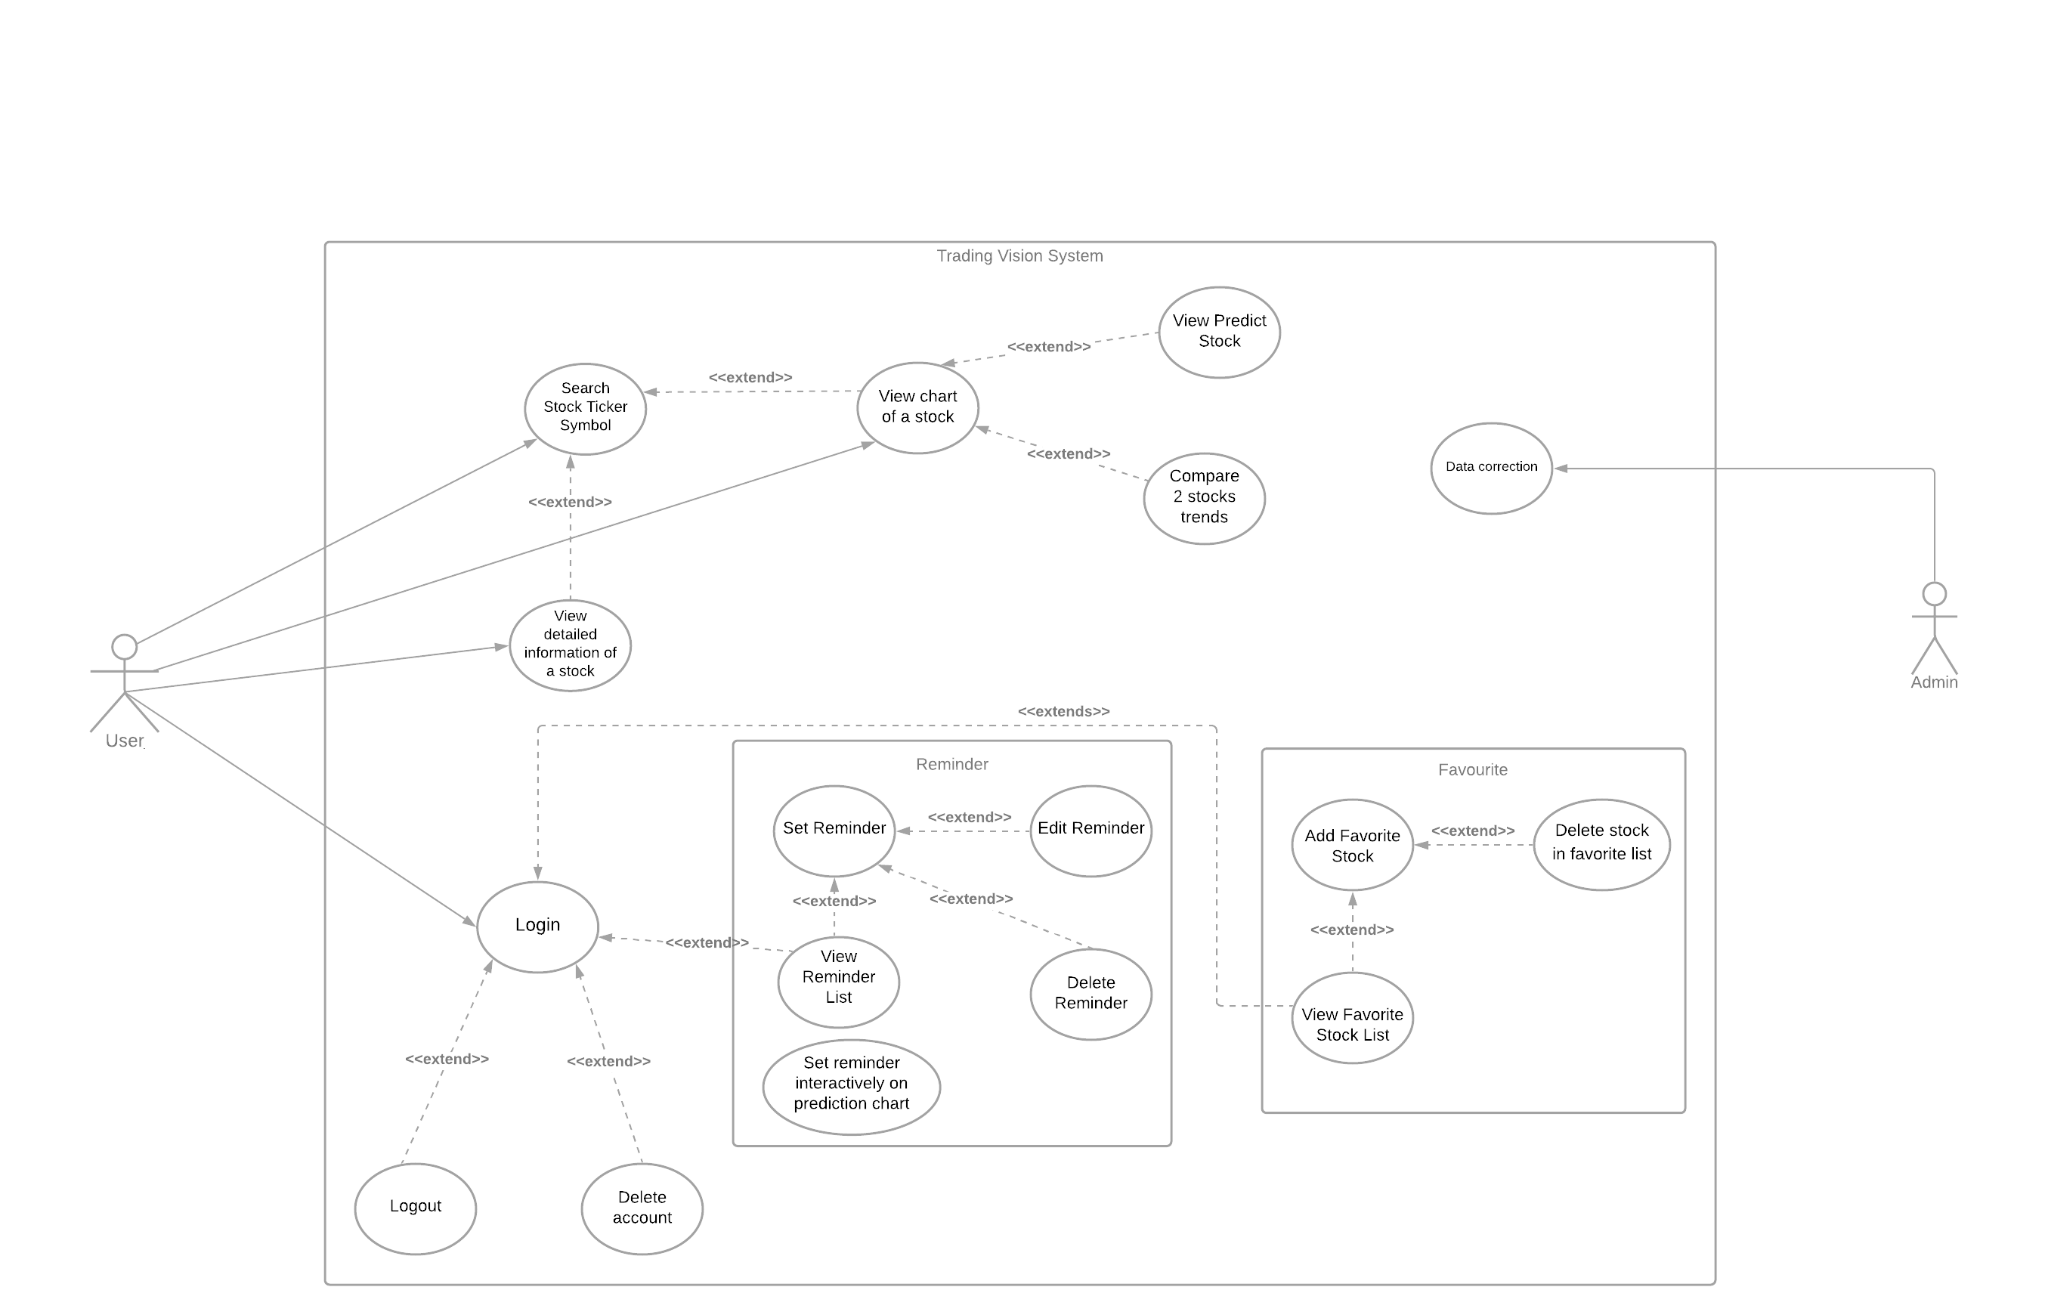 Trading Vision System
View Predict
Stock
<<extend>>
<<extend>>
Search
Stock Ticker
Symbol
View chart
of a stock
<<extend>>
Compare
2 stocks
trends
Data correction
<<extend>>
View
detailed
information of
a stock
User
Admin
<<extends>>
Reminder
Set Reminder
<<extend>>
Edit Reminder
<<extend>>
<<extend>>
View
Reminder
List
Delete
Reminder
Set reminder
interactively on
prediction chart
Favourite
Add Favorite
Stock
<<extend>>
Delete stock
in favorite list
<<extend>>
View Favorite
Stock List
Login
<<extend>>
<<extend>>
<<extend>>
Logout
Delete
account